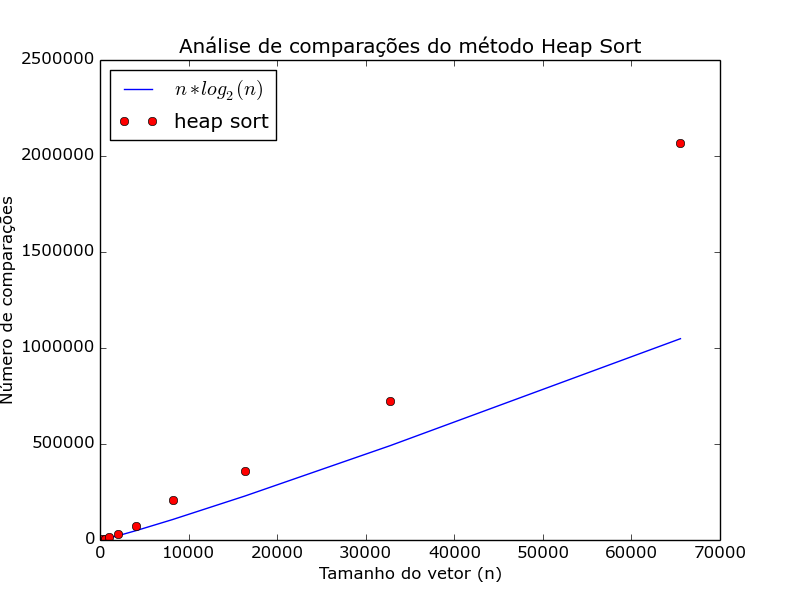 Análise de comparações do método Heap Sort
2500000
2000000
1500000
1000000
500000
0
Número de comparações
n*log₂(n)
heap sort
0 10000 20000 30000 40000 50000 60000 70000
Tamanho do vetor (n)